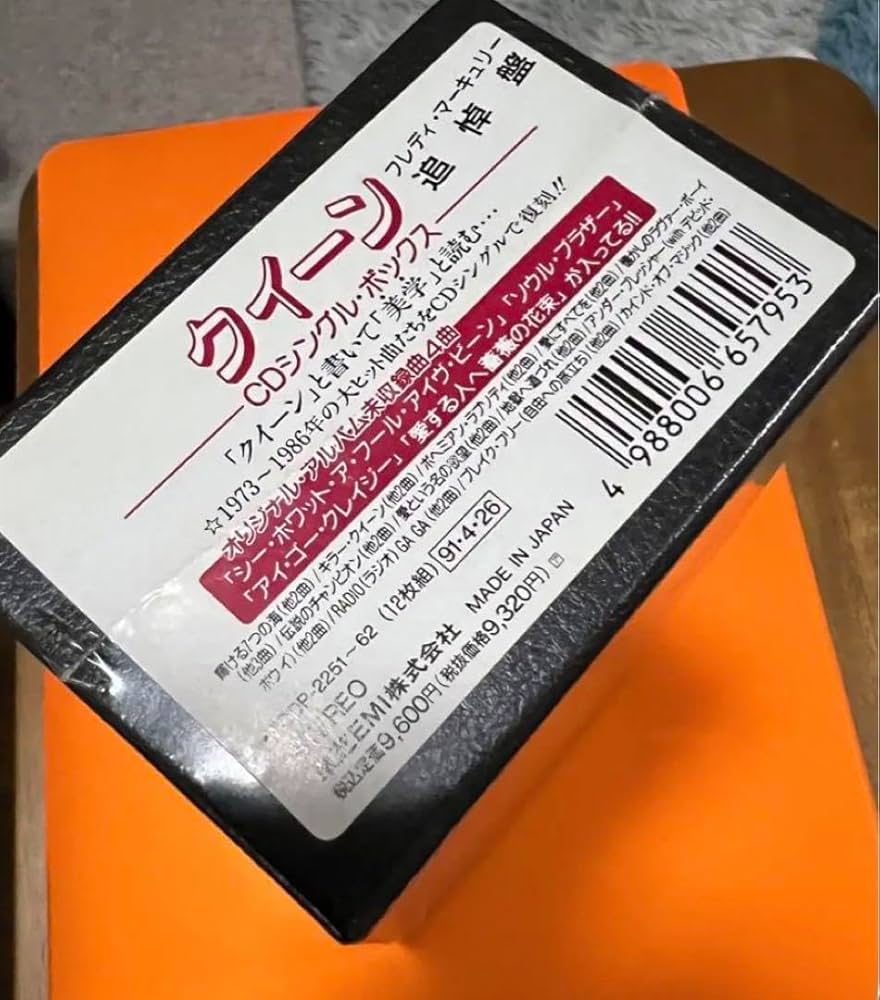 フレディ・マーキュリー
追悼盤
クイーン
CDシングル・ボックス
「クイーン」と書いて「美学」と読む…
☆1973〜1986年の大ヒット曲たちをCDシングルで復刻!!
オリジナル・アルバム未収録曲4曲
「シー・ホワット・ア・フール・アイヴ・ビーン」「ソウル・ブラザー」
「アイ・ゴー・クレイジー」「愛する人へ薔薇の花束」が入ってる!!
輝ける7つの海(他2曲)/キラー・クイーン(他2曲)/ボヘミアン・ラプソディ(他2曲)/愛にすべてを(他2曲)/懐かしのラヴァー・ボーイ
(他3曲)/伝説のチャンピオン(他2曲)/愛という名の欲望(他2曲)/地獄へ道づれ(他2曲)/アンダー・プレッシャー(withデビッド・
ボウイ)(他2曲)/RADIO(ラジオ)GA GA(他2曲)/ブレイク・フリー(自由への旅立ち)(他2曲)/カインド・オブ・マジック(他2曲)
DP-2251〜62 (12枚組) 91・4・26
REO
EMI株式会社 MADE IN JAPAN
税込定価9,600円(税抜価格9,320円)
4 988006 657953